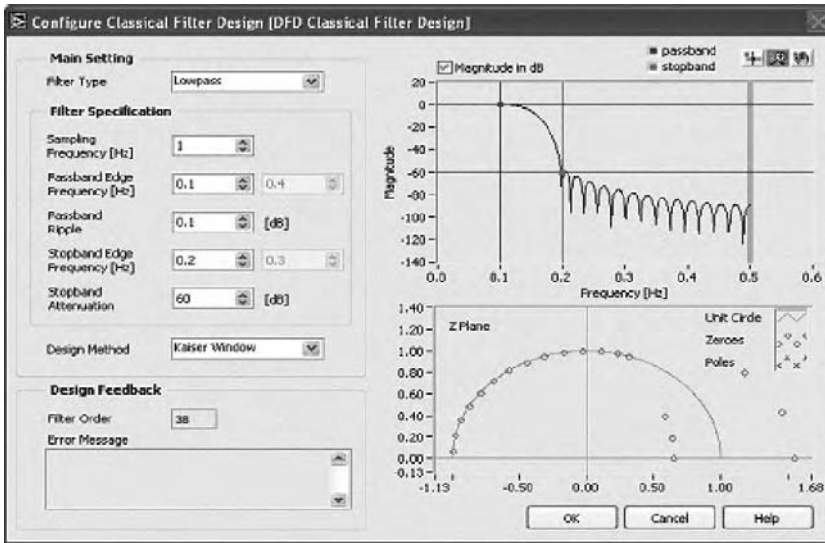 Configure Classical Filter Design [DFD Classical Filter Design]
Main Setting
Filter Type Lowpass
Filter Specification
Sampling Frequency [Hz] 1
Passband Edge Frequency [Hz] 0.1 0.4
Passband Ripple 0.1 [dB]
Stopband Edge Frequency [Hz] 0.2 0.3
Stopband Attenuation 60 [dB]
Design Method Kaiser Window
Design Feedback
Filter Order 38
Error Message
Magnitude in dB
passband
stopband
Magnitude
20
0
-20
-40
-60
-80
-100
-120
-140
0.0 0.1 0.2 0.3 0.4 0.5 0.6
Frequency [Hz]
Z Plane
Unit Circle
Zeroes
Poles
1.40
1.20
1.00
0.80
0.60
0.40
0.20
0.00
-0.13
-1.13 -0.50 0.00 0.50 1.00 1.68
OK Cancel Help